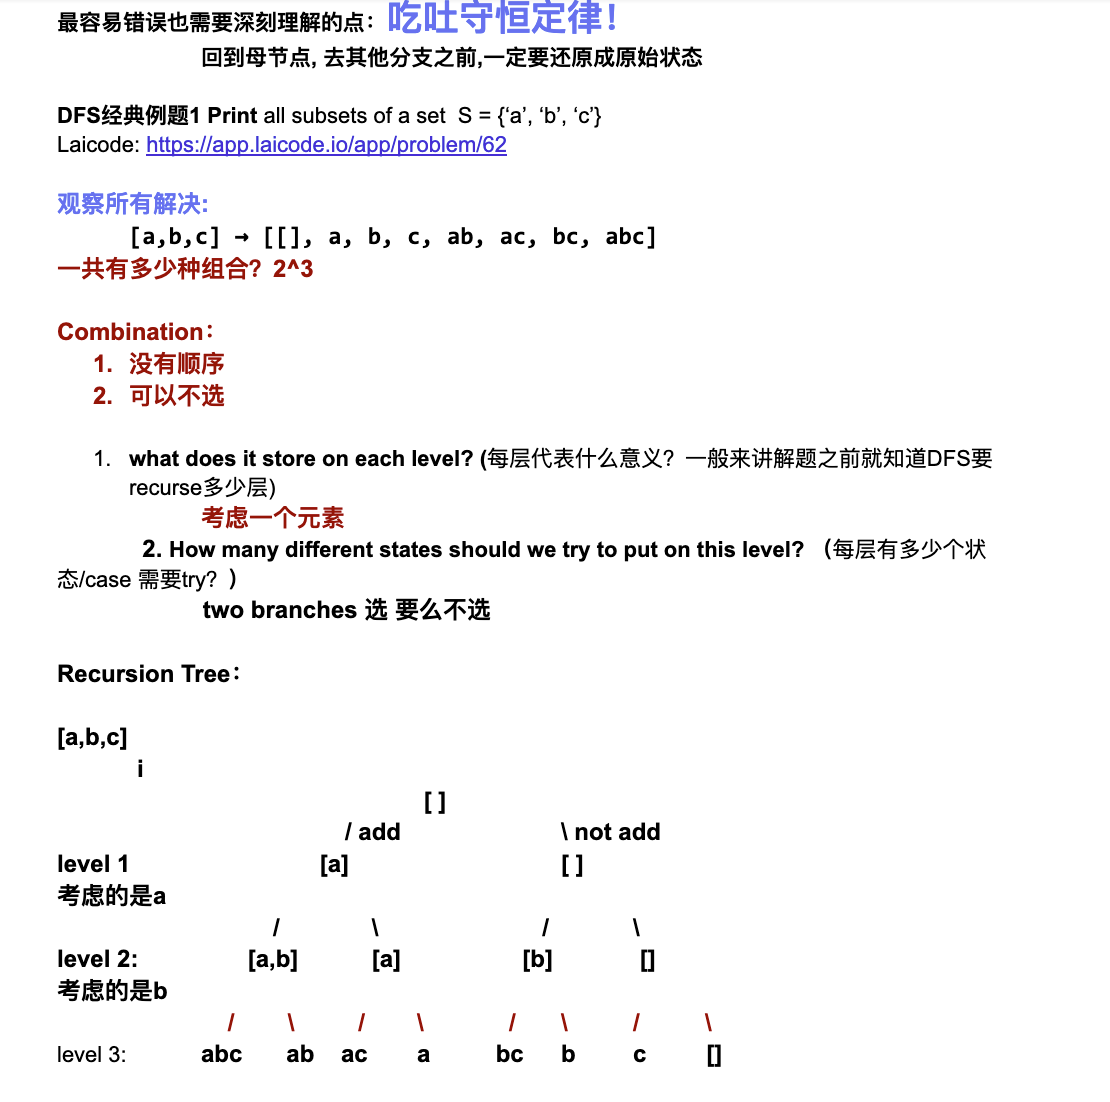 最容易错误也需要深刻理解的点：吃吐守恒定律！
回到母节点, 去其他分支之前,一定要还原成原始状态
DFS经典例题1 Print all subsets of a set  S = {‘a’, ‘b’, ‘c’}
Laicode: https://app.laicode.io/app/problem/62
观察所有解决:
[a,b,c] → [[], a, b, c, ab, ac, bc, abc]
一共有多少种组合？2^3
Combination：
1. 没有顺序
2. 可以不选
1. what does it store on each level? (每层代表什么意义？一般来讲解题之前就知道DFS要
recurse多少层)
考虑一个元素
2. How many different states should we try to put on this level? （每层有多少个状
态/case 需要try？)
two branches 选 要么不选
Recursion Tree：
[a,b,c]
i
[ ]
/ add \ not add
level 1 [a] [ ]
考虑的是a
/ \ / \
level 2: [a,b] [a] [b] []
考虑的是b
/ \ / \ / \ / \
level 3: abc ab ac a bc b c []